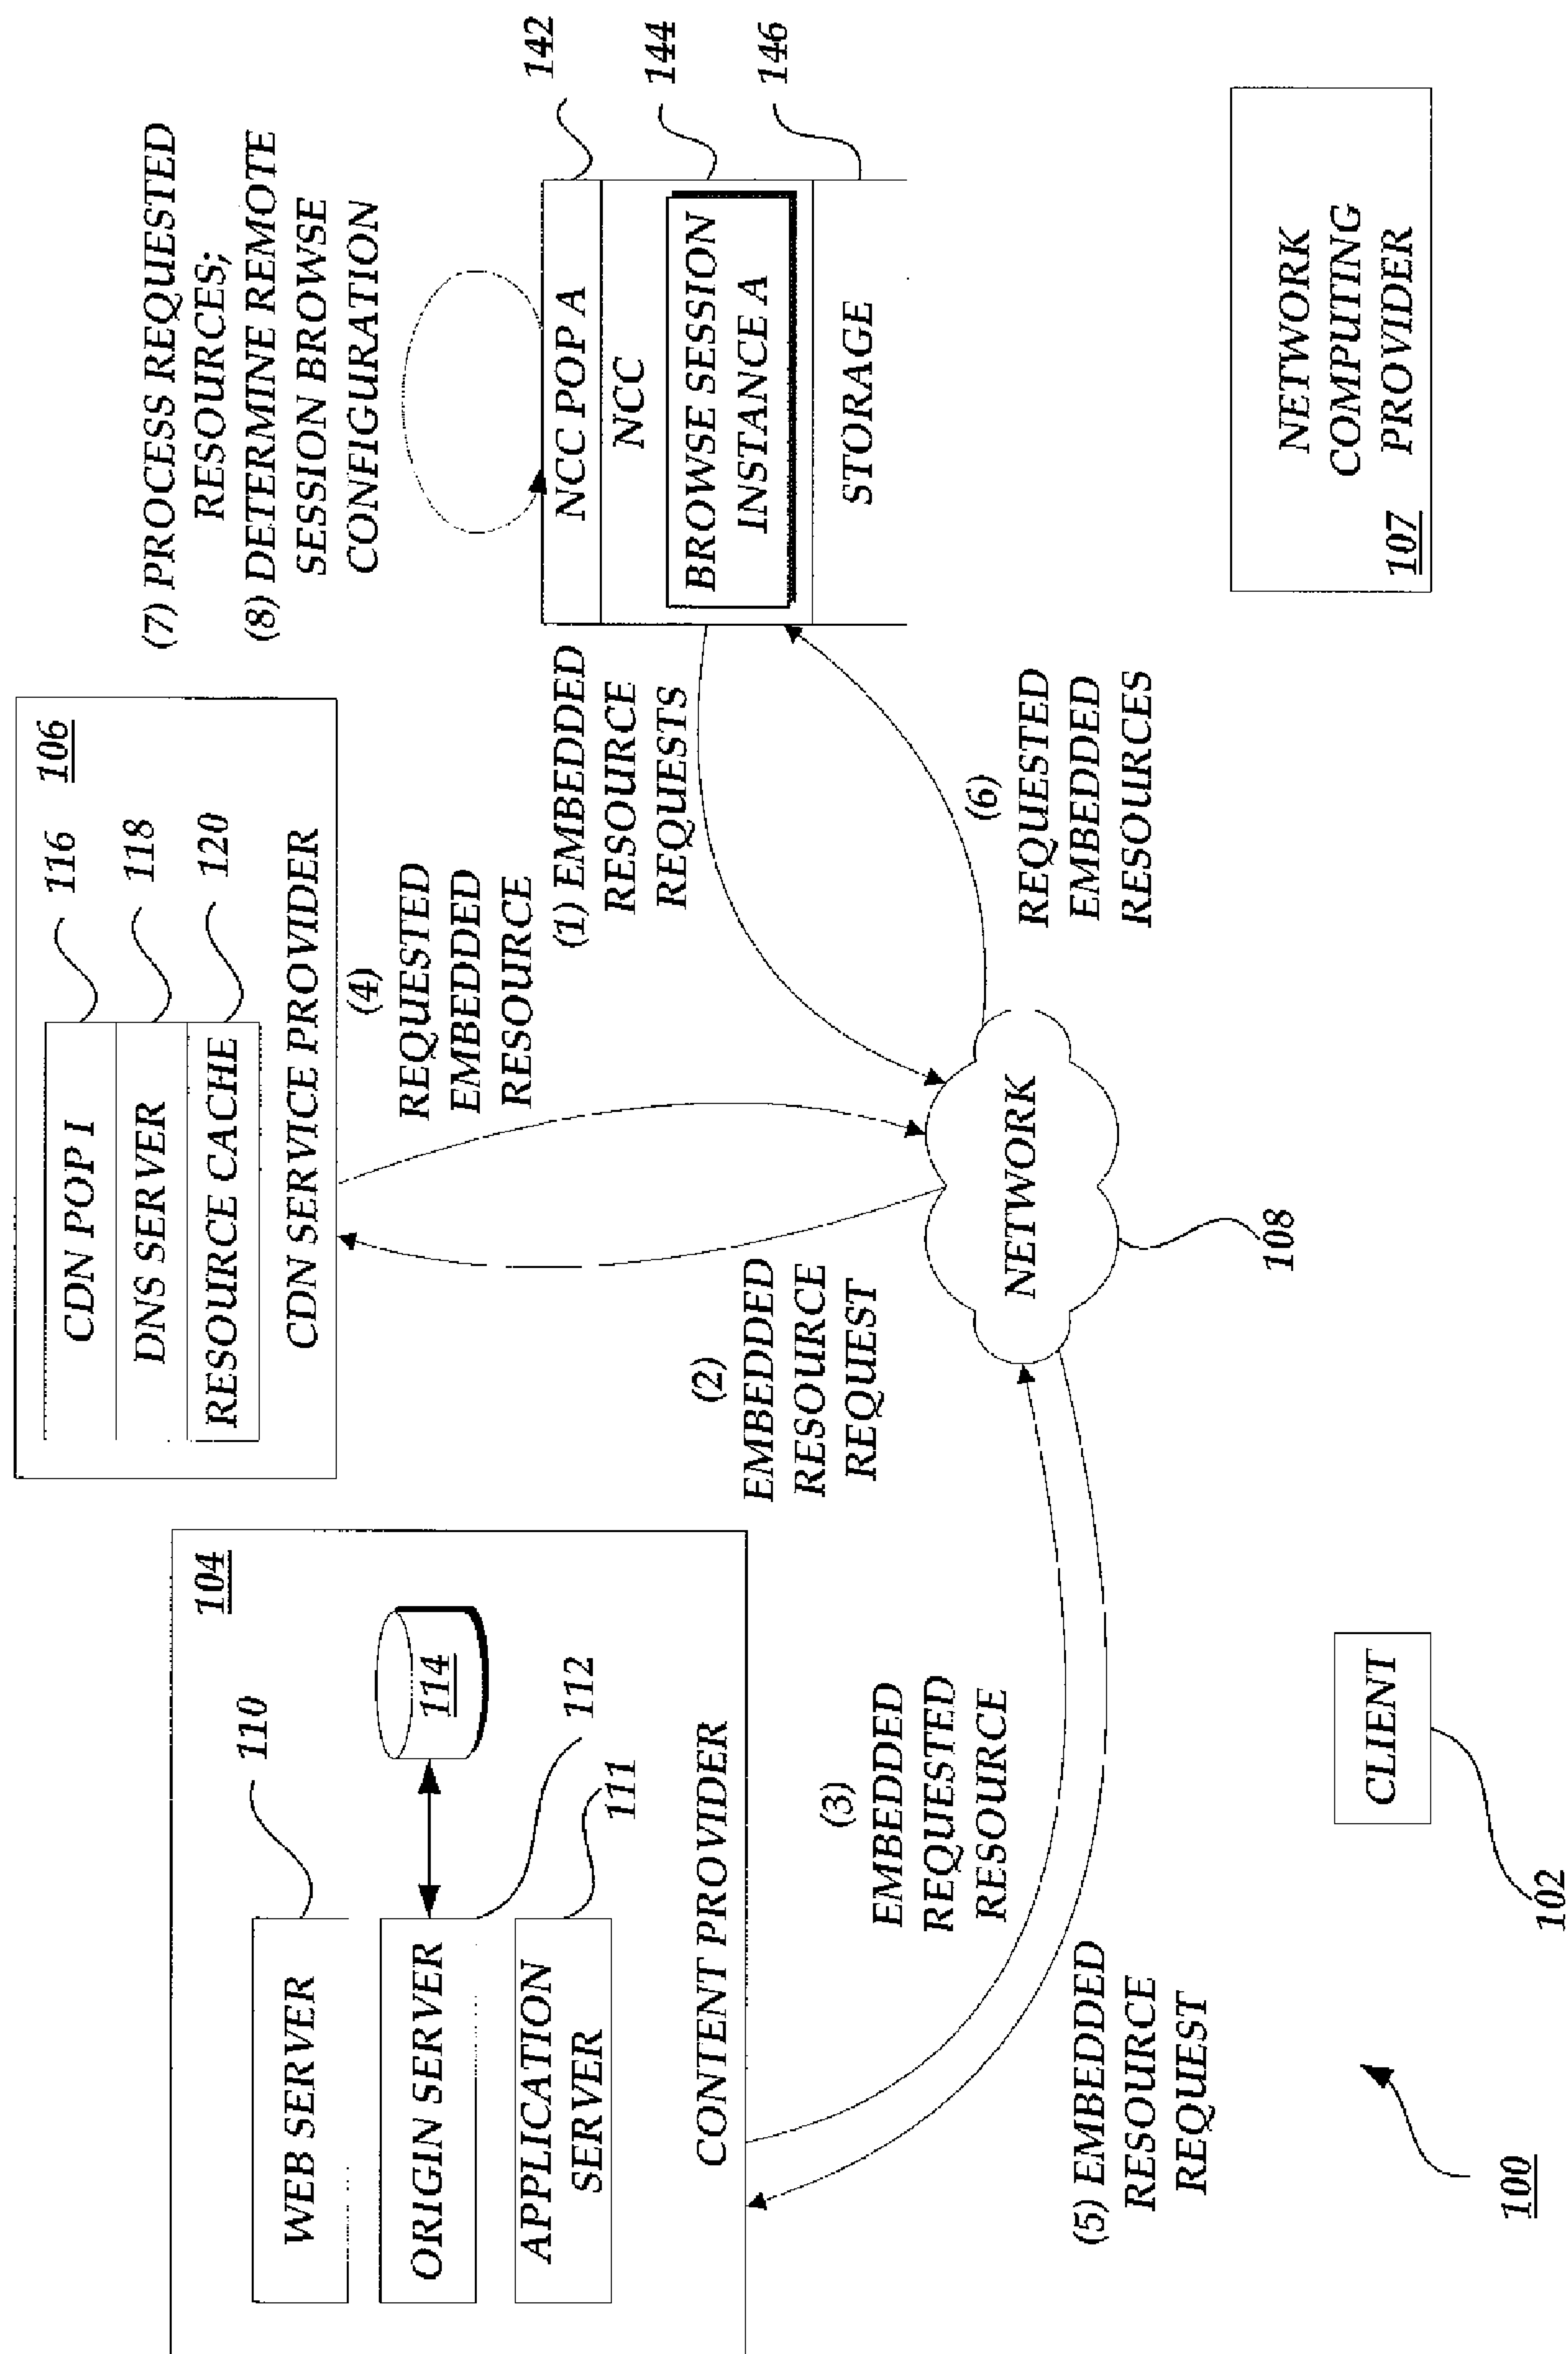 104
WEB SERVER
110
ORIGIN SERVER
114
112
APPLICATION
SERVER
111
CONTENT PROVIDER
106
CDN POP 1
116
DNS SERVER
118
RESOURCE CACHE
120
CDN SERVICE PROVIDER
(7) PROCESS REQUESTED
RESOURCES;
(8) DETERMINE REMOTE
SESSION BROWSE
CONFIGURATION
NCC POP A
142
NCC
144
BROWSE SESSION
INSTANCE A
STORAGE
146
(4)
REQUESTED
EMBEDDED
RESOURCE
(1) EMBEDDED
RESOURCE
REQUESTS
(2)
EMBEDDED
RESOURCE
REQUEST
(6)
REQUESTED
EMBEDDED
RESOURCES
(3)
EMBEDDED
REQUESTED
RESOURCE
NETWORK
108
(5) EMBEDDED
RESOURCE
REQUEST
CLIENT
102
NETWORK
COMPUTING
PROVIDER
107
100